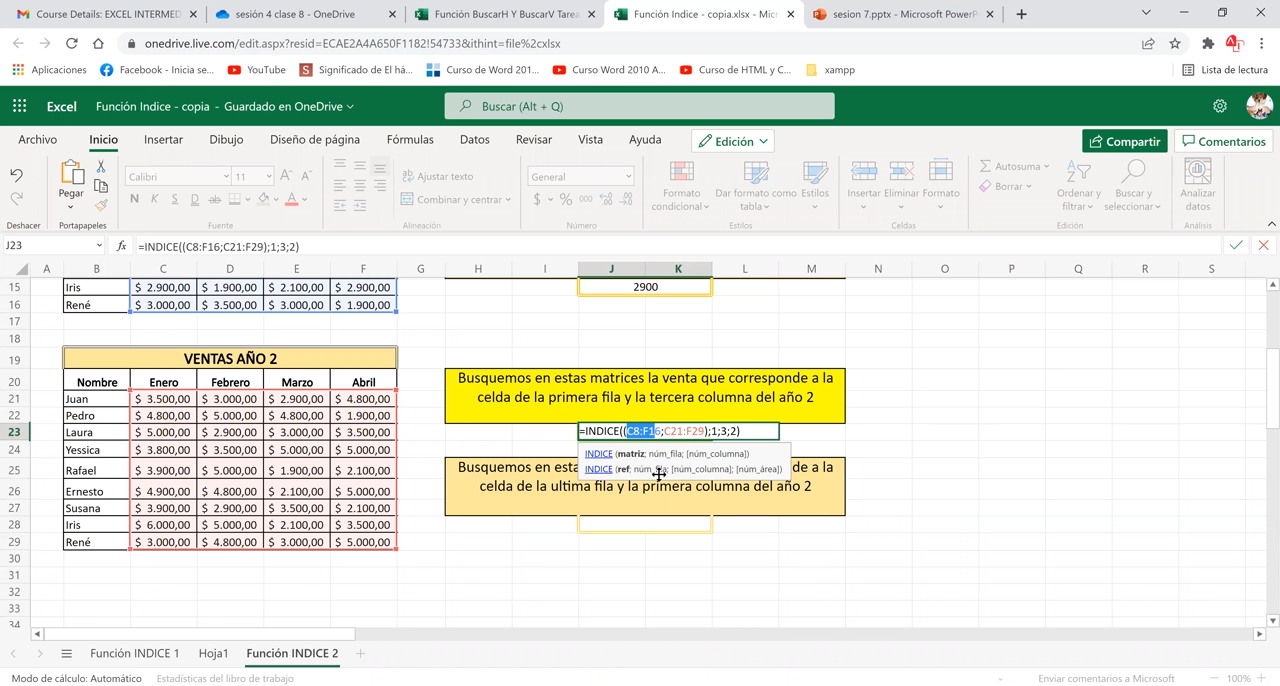 Course Details: EXCEL INTERMED
sesión 4 clase 8 - OneDrive
Función BuscarH Y BuscarV Tarea
Función Indice - copia.xlsx - Micr
sesion 7.pptx - Microsoft PowerP
onedrive.live.com/edit.aspx?resid=ECAE2A4A650F1182!54733&ithint=file%2cxlsx
Aplicaciones
Facebook - Inicia se...
YouTube
Significado de El há...
Curso de Word 201...
Curso Word 2010 A...
Curso de HTML y C...
xampp
Lista de lectura
Excel
Función Indice - copia - Guardado en OneDrive
Buscar (Alt + Q)
Archivo Inicio Insertar Dibujo Diseño de página Fórmulas Datos Revisar Vista Ayuda
Edición
Compartir
Comentarios
Pegar
Calibri 11
Ajustar texto
Combinar y centrar
General
Formato condicional
Dar formato como tabla
Estilos
Insertar Eliminar Formato
Autosuma
Borrar
Ordenar y filtrar
Buscar y seleccionar
Analizar datos
N K S D ab A
$ % 000
Deshacer Portapapeles Fuente Alineación Número Estilos Celdas Edición Análisis
J23 fx =INDICE((C8:F16;C21:F29);1;3;2)
A B C D E F G H I J K L M N O P Q R S
15 Iris $ 2.900,00 $ 1.900,00 $ 2.100,00 $ 2.900,00 2900
16 René $ 3.000,00 $ 3.500,00 $ 3.000,00 $ 1.900,00
17
18
19 VENTAS AÑO 2
20 Nombre Enero Febrero Marzo Abril
21 Juan $ 3.500,00 $ 3.000,00 $ 2.900,00 $ 4.800,00
22 Pedro $ 4.800,00 $ 5.000,00 $ 4.800,00 $ 1.900,00
23 Laura $ 5.000,00 $ 2.900,00 $ 3.000,00 $ 3.500,00
24 Yessica $ 3.800,00 $ 3.500,00 $ 5.000,00 $ 4.800,00
25 Rafael $ 3.900,00 $ 5.000,00 $ 1.900,00 $ 2.100,00
26 Ernesto $ 4.900,00 $ 4.800,00 $ 2.100,00 $ 5.000,00
27 Susana $ 3.900,00 $ 2.900,00 $ 3.500,00 $ 2.100,00
28 Iris $ 6.000,00 $ 5.000,00 $ 2.100,00 $ 3.500,00
29 René $ 3.000,00 $ 4.800,00 $ 3.000,00 $ 5.000,00
30
31
32
33
34
Busquemos en estas matrices la venta que corresponde a la
celda de la primera fila y la tercera columna del año 2
=INDICE((C8:F16;C21:F29);1;3;2)
INDICE (matriz; núm_fila; [núm_columna])
INDICE (ref; núm_fila; [núm_columna]; [núm_área])
Busquemos en esta de a la
celda de la ultima fila y la primera columna del año 2
Función INDICE 1
Hoja1
Función INDICE 2
Modo de cálculo: Automático
Estadísticas del libro de trabajo
Enviar comentarios a Microsoft
100%